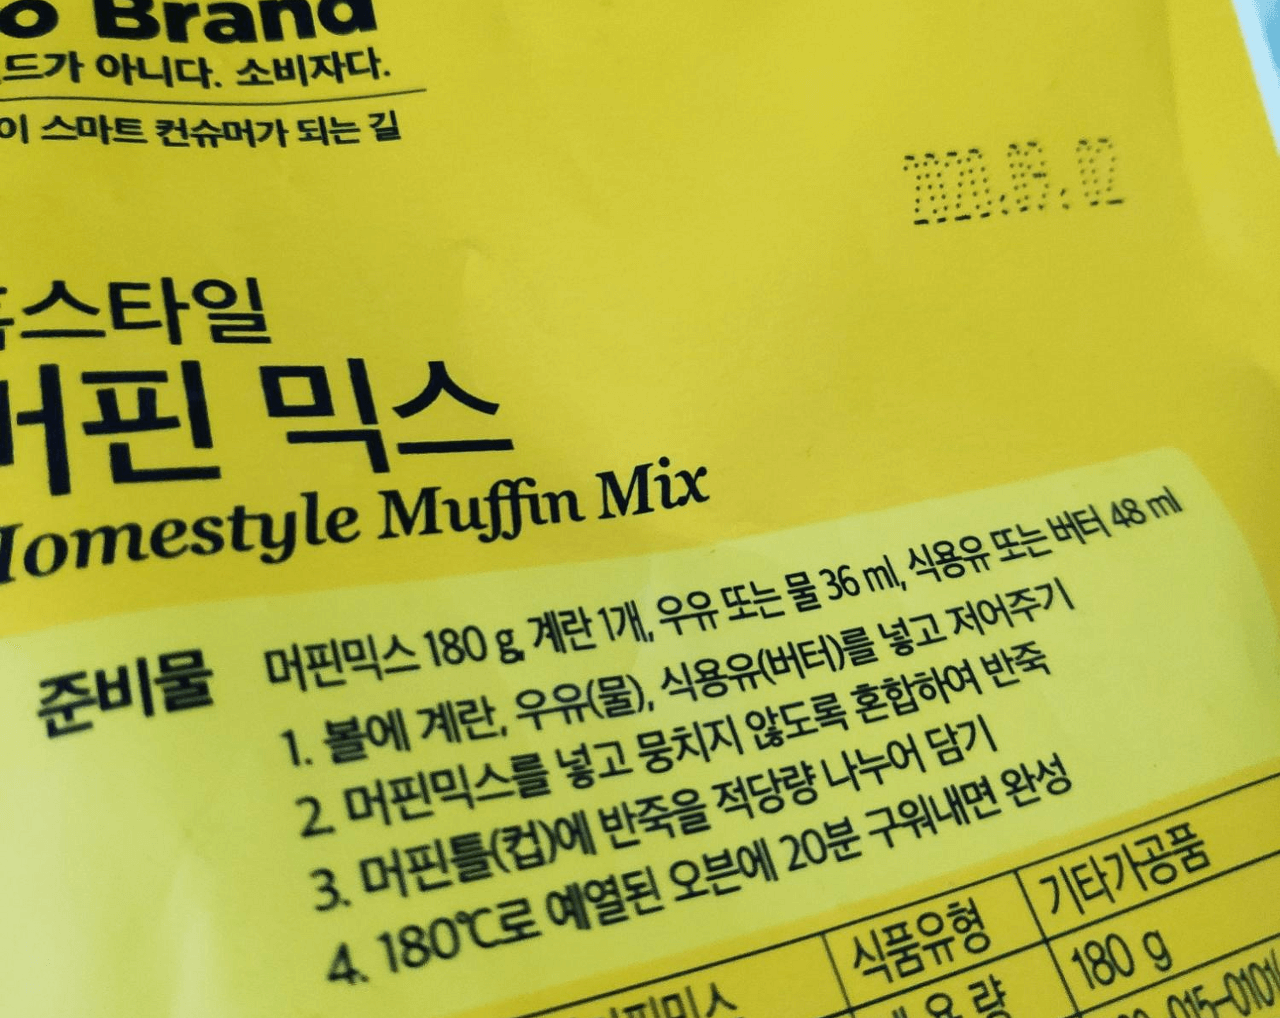 Brand
아니다. 소비자다.
스마트 컨슈머가 되는 길
머핀 믹스
Muffin Mix
준비물 머핀믹스 180 g, 계란 1개, 우유 또는 물 36 ml, 식용유 또는 버터 48 ml
1. 볼에 계란, 우유(물), 식용유(버터)를 넣고 저어주기
2. 머핀믹스를 넣고 뭉치지 않도록 혼합하여 반죽
3. 머핀틀(컵)에 반죽을 적당량 나누어 담기
4. 180℃로 예열된 오븐에 20분 구워내면 완성
식품유형 기타가공품
180 g